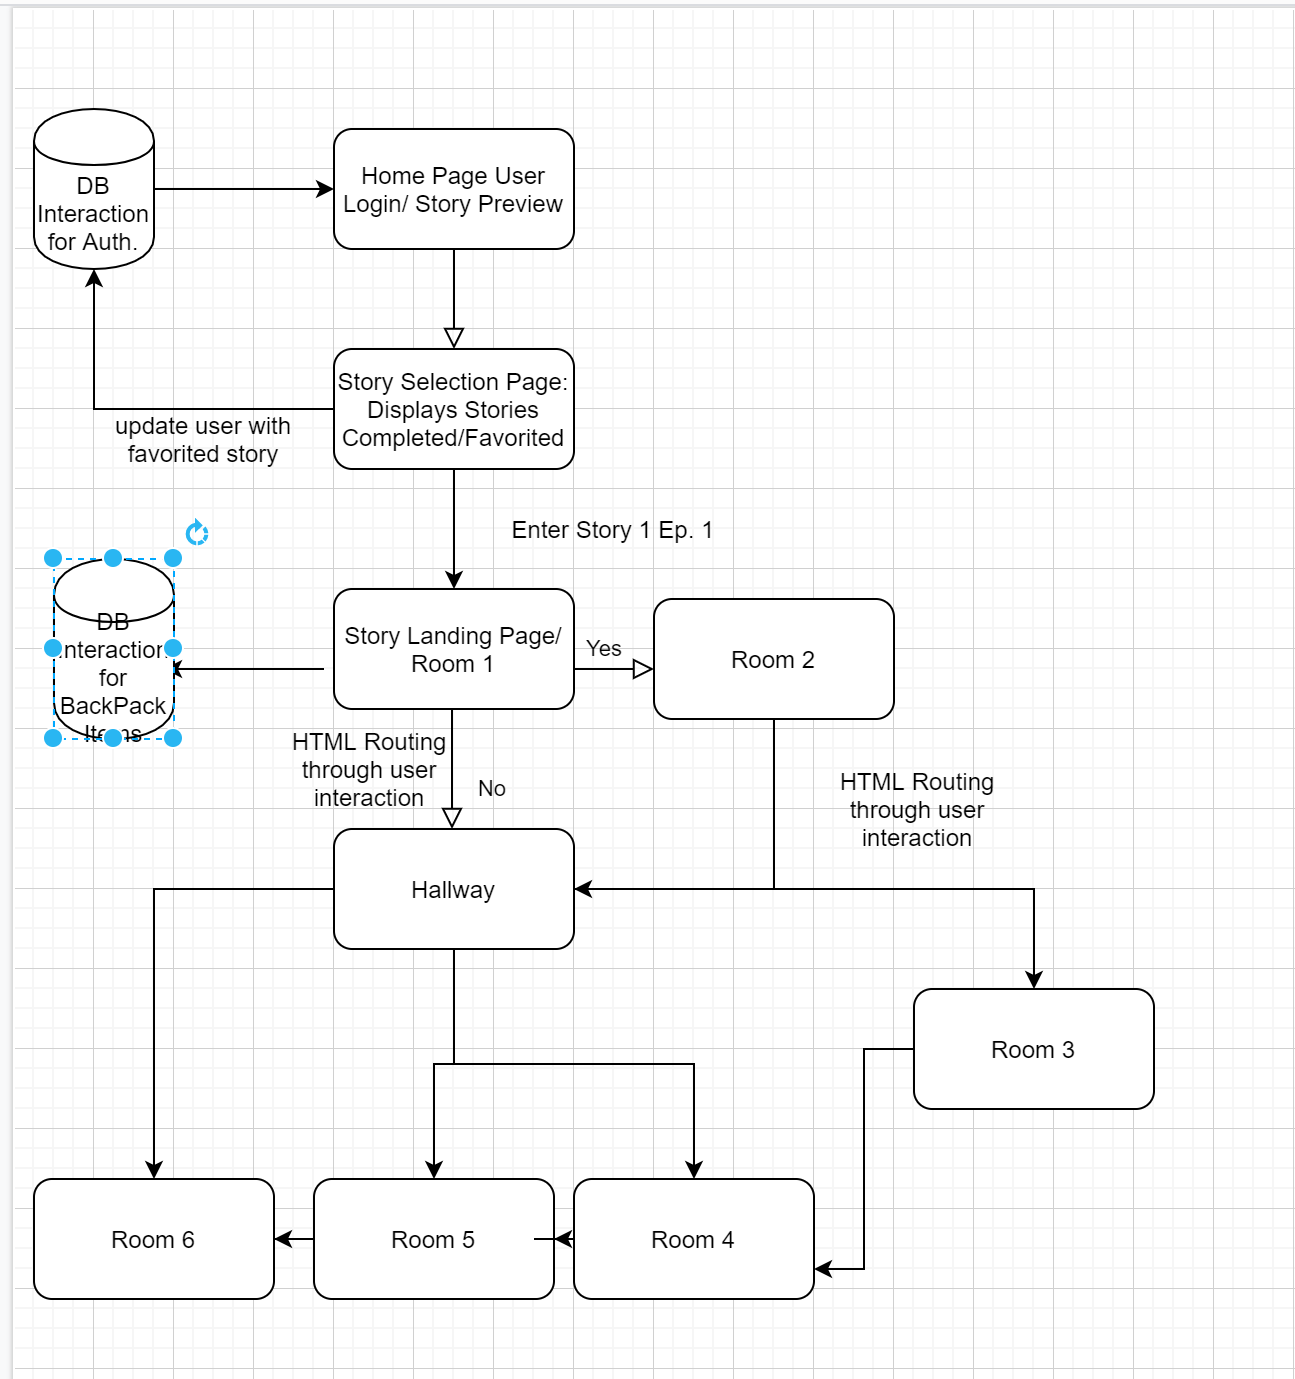 DB
Interaction
for Auth.
Home Page User
Login/ Story Preview
Story Selection Page:
Displays Stories
Completed/Favorited
update user with
favorited story
Enter Story 1 Ep. 1
DB
Interaction
for
BackPack
Items
Story Landing Page/
Room 1
Yes
Room 2
HTML Routing
through user
interaction
No
HTML Routing
through user
interaction
Hallway
Room 3
Room 6
Room 5
Room 4